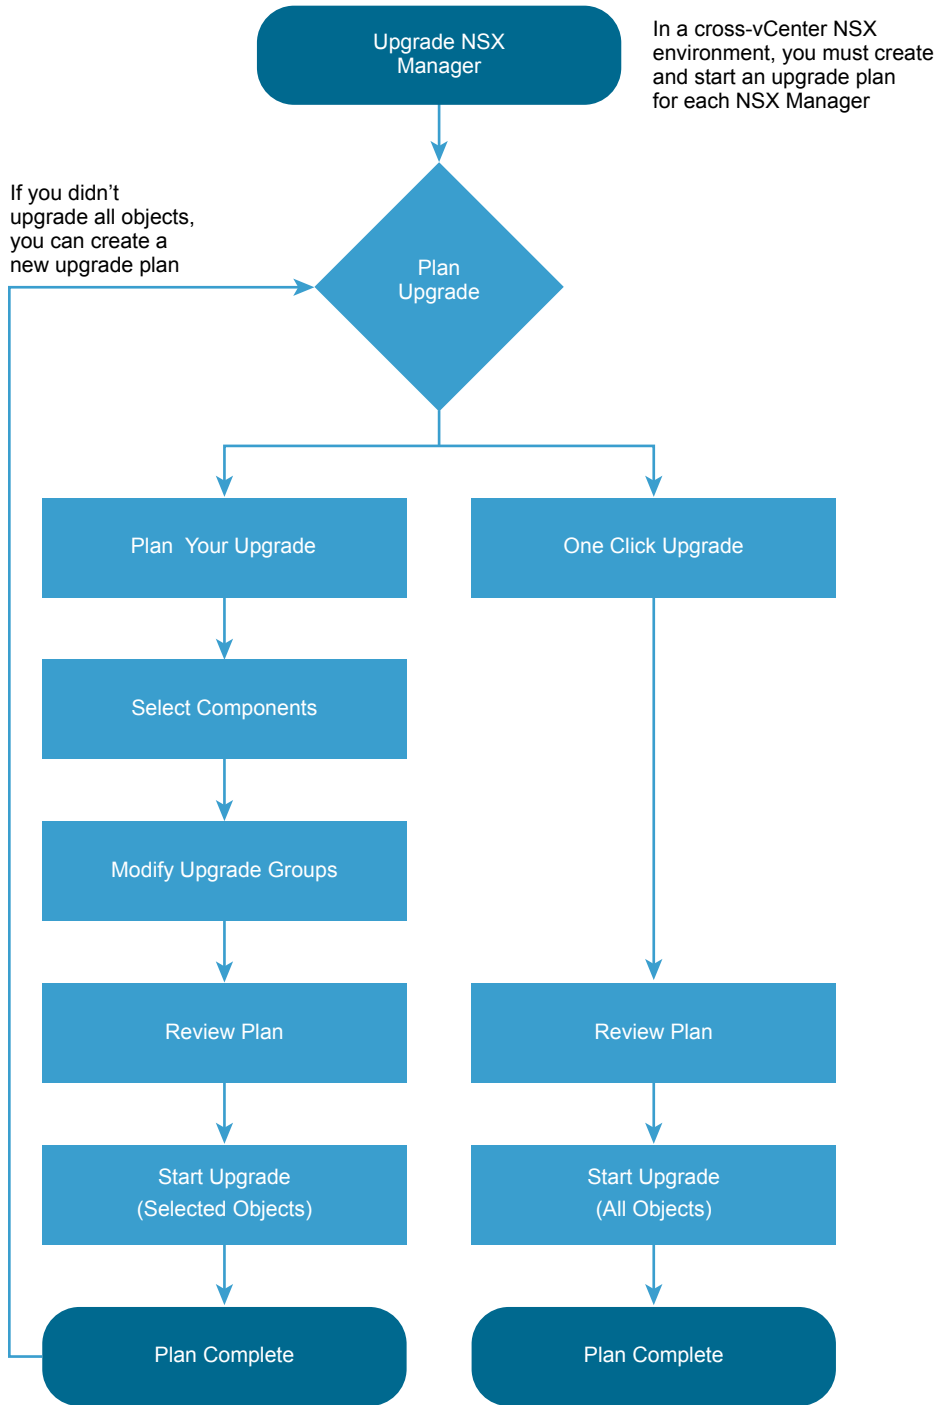 Upgrade NSX
Manager
In a cross-vCenter NSX
environment, you must create
and start an upgrade plan
for each NSX Manager
If you didn’t
upgrade all objects,
you can create a
new upgrade plan
Plan
Upgrade
Plan Your Upgrade
One Click Upgrade
Select Components
Modify Upgrade Groups
Review Plan
Review Plan
Start Upgrade
(Selected Objects)
Start Upgrade
(All Objects)
Plan Complete
Plan Complete